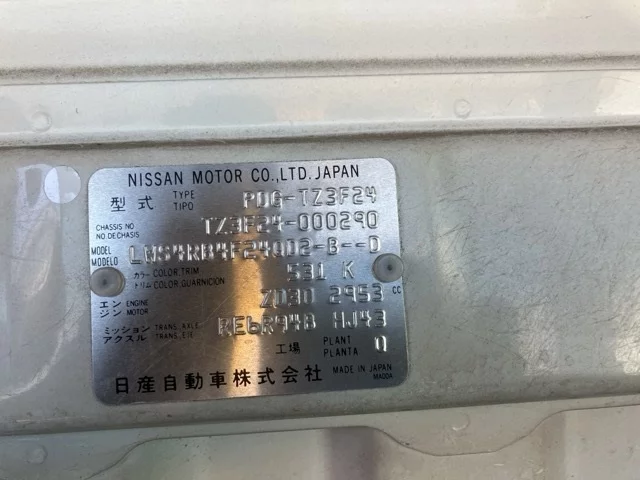 NISSAN MOTOR CO.,LTD. JAPAN
型式 TYPE TIPO PDG-TZ3F24
CHASSIS NO NO.DE CHASIS TZ3F24-000290
MODEL MODELO
カラー COLOR TRIM 531 K
トリム COLOR GUARNICION
エンジン ENGINE MOTOR ZD30 2953 cc
ミッション TRANS. AXLE RE6R94B HJ43
アクスル TRANS. EJE
工場 PLANT PLANTA 0
日産自動車株式会社 MADE IN JAPAN